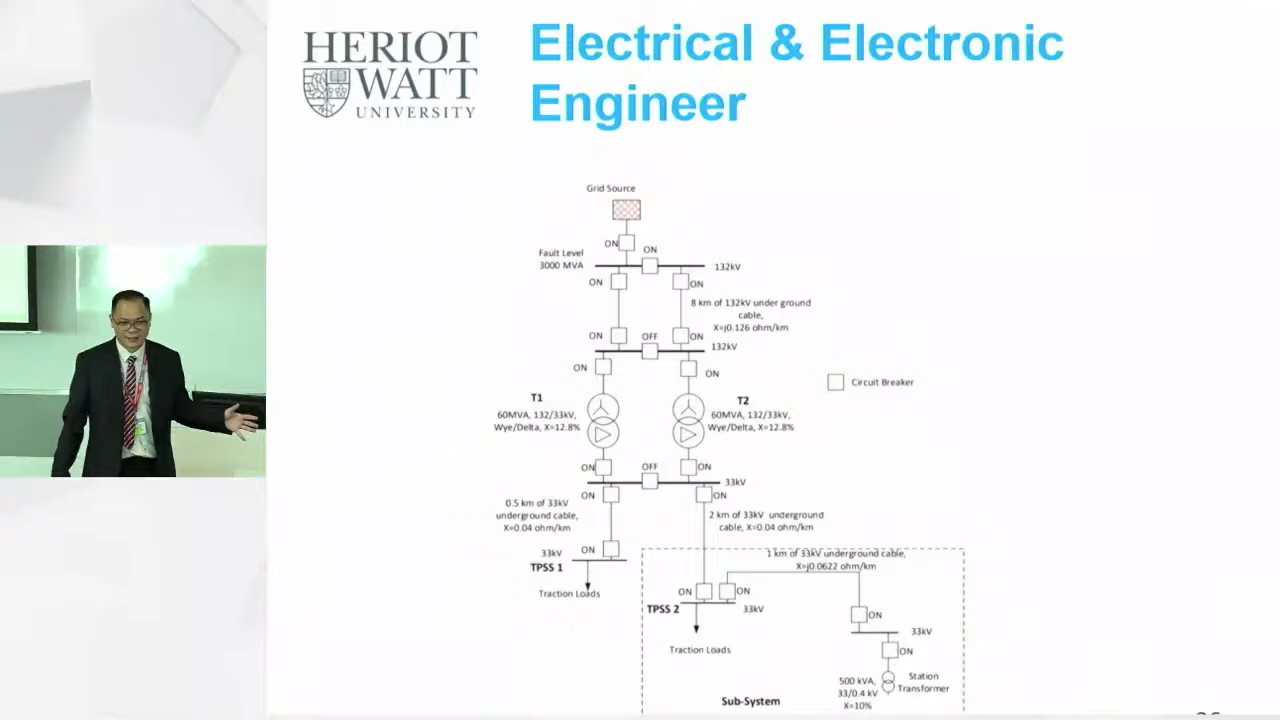 HERIOT
WATT
UNIVERSITY
Electrical & Electronic
Engineer
Grid Source
ON
ON
Fault Level
3000 MVA
132kV
ON
ON
8 km of 132kV under ground
cable,
X=j0.126 ohm/km
ON
OFF
ON
132kV
ON
ON
Circuit Breaker
T1
60MVA, 132/33kV,
Wye/Delta, X=12.8%
T2
60MVA, 132/33kV,
Wye/Delta, X=12.8%
ON
OFF
ON
33kV
ON
ON
0.5 km of 33kV
underground cable,
X=0.04 ohm/km
2 km of 33kV underground
cable, X=0.04 ohm/km
33kV
ON
TPSS 1
Traction Loads
1 km of 33kV underground cable,
X=j0.0622 ohm/km
ON
ON
TPSS 2
33kV
Traction Loads
ON
33kV
ON
500 kVA,
33/0.4 kV
X=10%
Station
Transformer
Sub-System